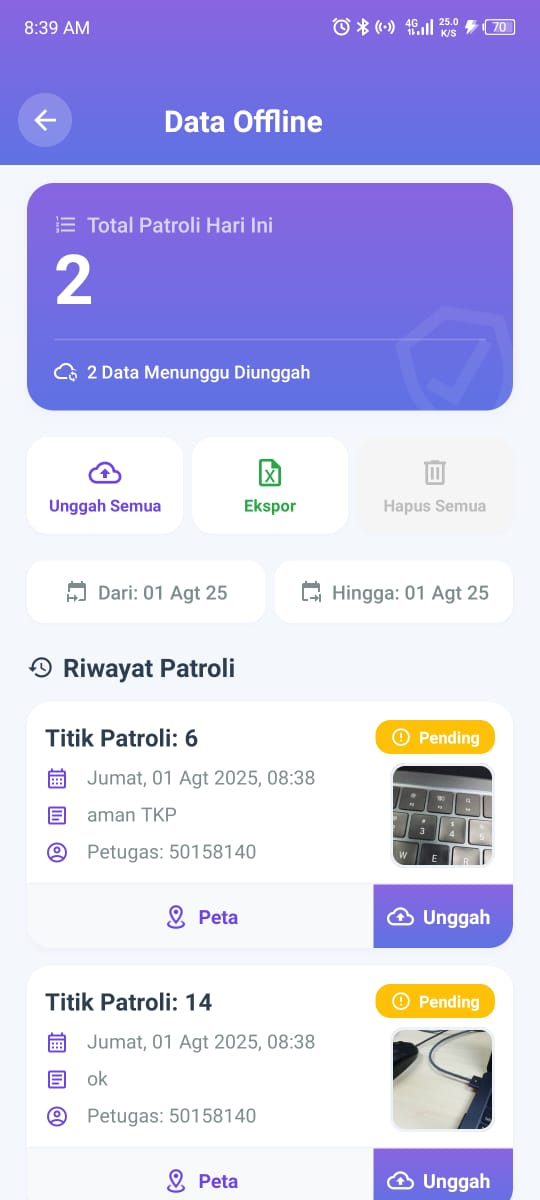 8:39 AM
4G 25.0 K/S 70
Data Offline
Total Patroli Hari Ini
2
2 Data Menunggu Diunggah
Unggah Semua Ekspor Hapus Semua
Dari: 01 Agt 25 Hingga: 01 Agt 25
Riwayat Patroli
Titik Patroli: 6 Pending
Jumat, 01 Agt 2025, 08:38
aman TKP
Petugas: 50158140
3 4 5
W E R
Peta Unggah
Titik Patroli: 14 Pending
Jumat, 01 Agt 2025, 08:38
ok
Petugas: 50158140
Peta Unggah